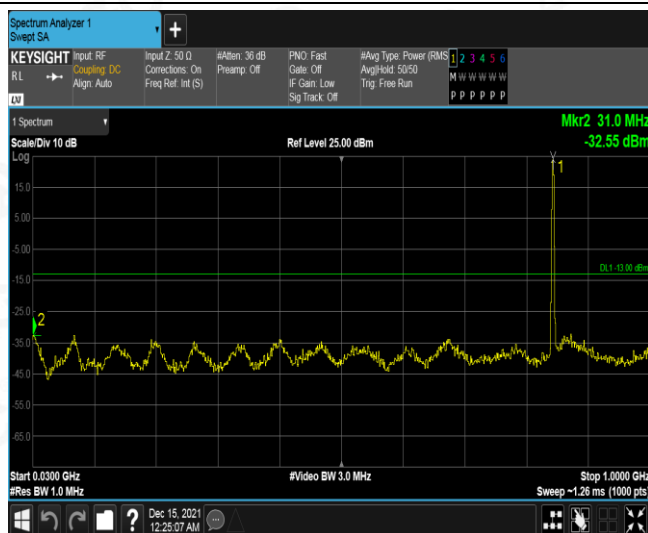 Spectrum Analyzer 1
Swept SA
+
KEYSIGHT
RL
Input: RF
Coupling: DC
Align: Auto
Input Z: 50 Ω
Corrections: On
Freq Ref: Int (S)
#Atten: 36 dB
Preamp: Off
PNO: Fast
Gate: Off
IF Gain: Low
Sig Track: Off
#Avg Type: Power (RMS
Avg|Hold: 50/50
Trig: Free Run
1 2 3 4 5 6
M W W W W W
P P P P P P
LXI
1 Spectrum
Mkr2 31.0 MHz
Scale/Div 10 dB
Ref Level 25.00 dBm
-32.55 dBm
Log
1
15.0
5.00
-5.00
DL1 -13.00 dBm
-15.0
-25.0
2
-35.0
-45.0
-55.0
-65.0
Start 0.0300 GHz
#Video BW 3.0 MHz
Stop 1.0000 GHz
#Res BW 1.0 MHz
Sweep ~1.26 ms (1000 pts)
?
Dec 15, 2021
12:25:07 AM